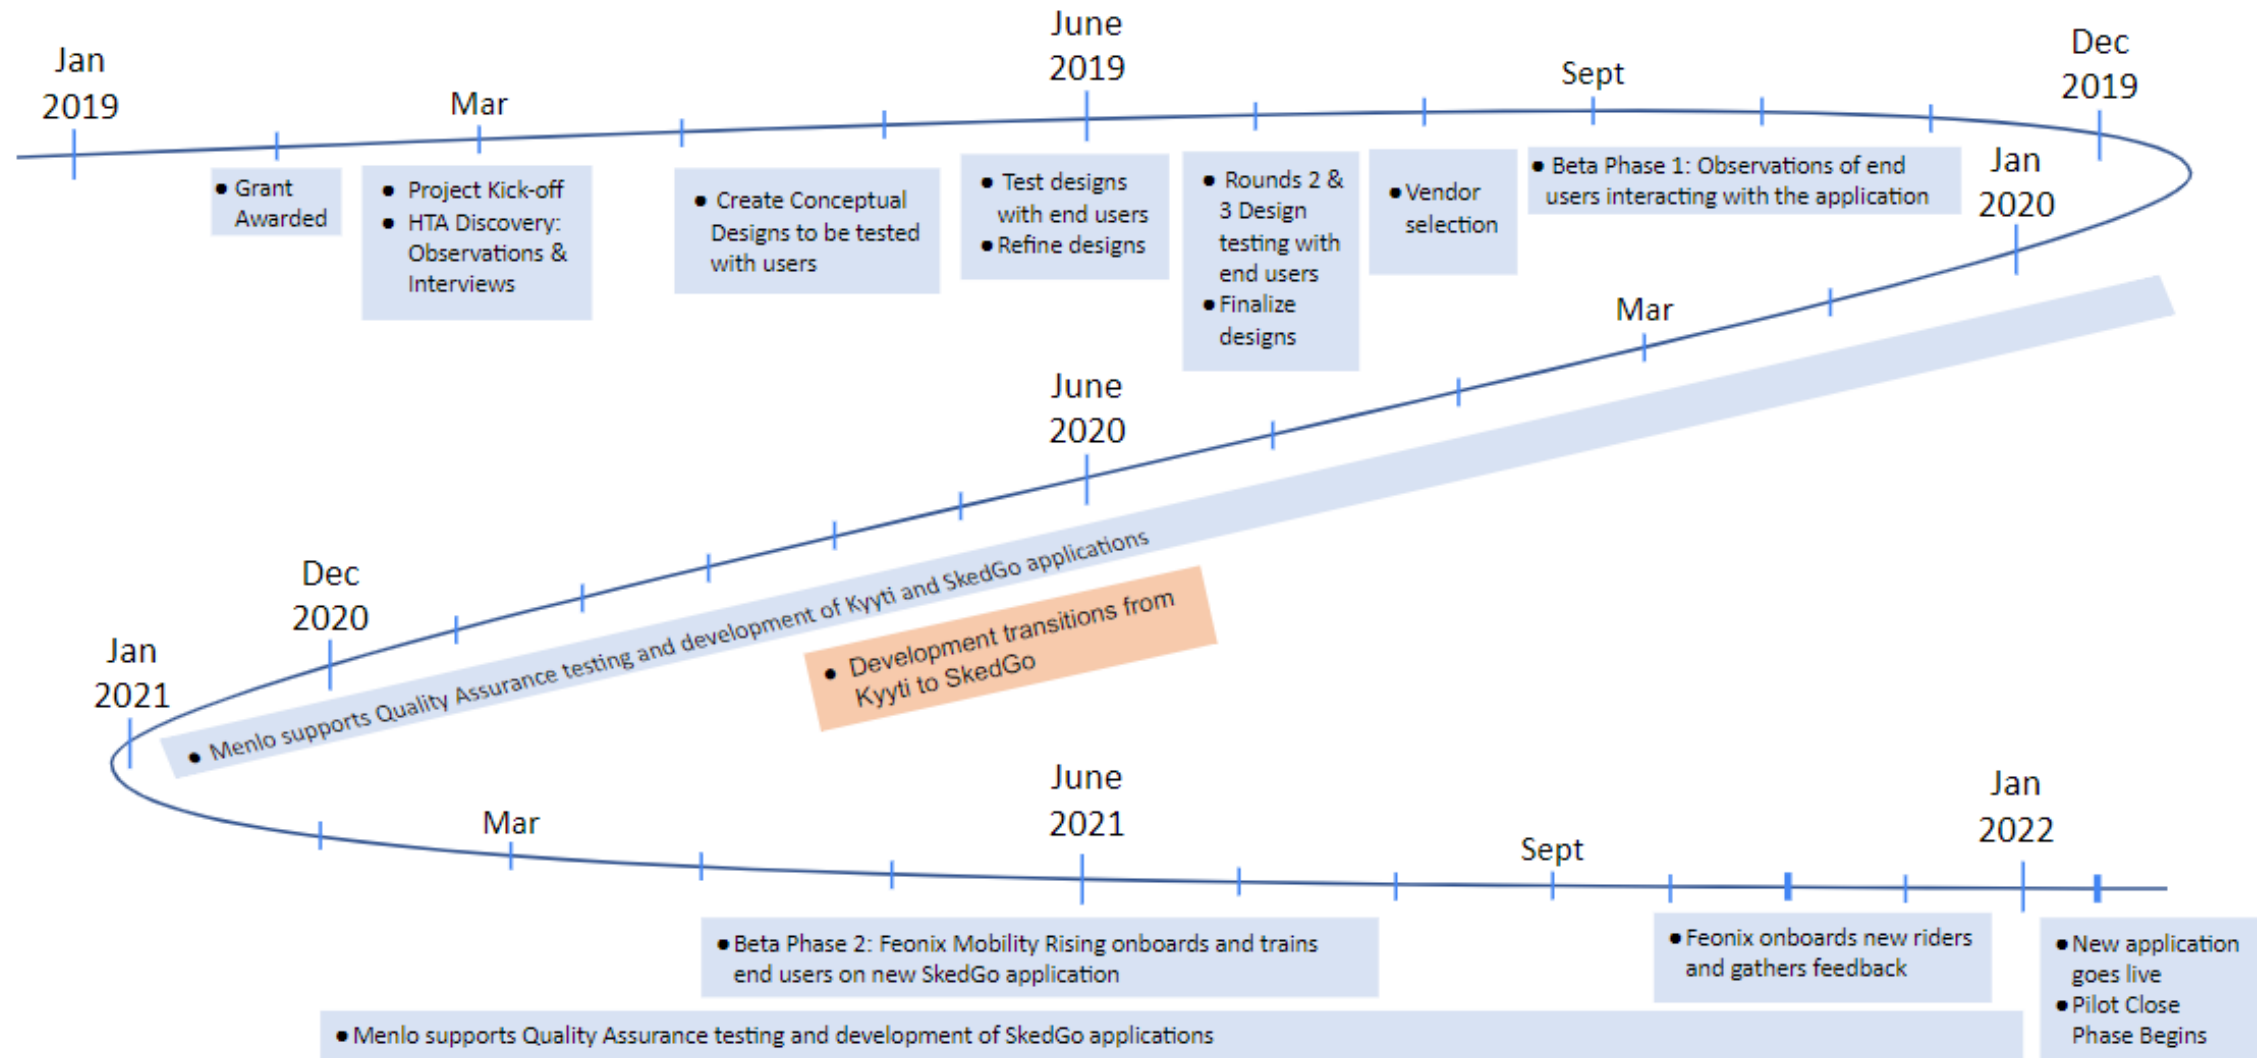 Jan
2019
Mar
June
2019
Sept
Dec
2019
● Grant
Awarded
● Project Kick-off
● HTA Discovery:
Observations &
Interviews
● Create Conceptual
Designs to be tested
with users
● Test designs
with end users
● Refine designs
● Rounds 2 &
3 Design
testing with
end users
● Finalize
designs
● Vendor
selection
● Beta Phase 1: Observations of end
users interacting with the application
Jan
2020
Mar
June
2020
Dec
2020
Jan
2021
● Menlo supports Quality Assurance testing and development of Kyyti and SkedGo applications
● Development transitions from
Kyyti to SkedGo
Mar
June
2021
Sept
Jan
2022
● Beta Phase 2: Feonix Mobility Rising onboards and trains
end users on new SkedGo application
● Feonix onboards new riders
and gathers feedback
● New application
goes live
● Pilot Close
Phase Begins
● Menlo supports Quality Assurance testing and development of SkedGo applications